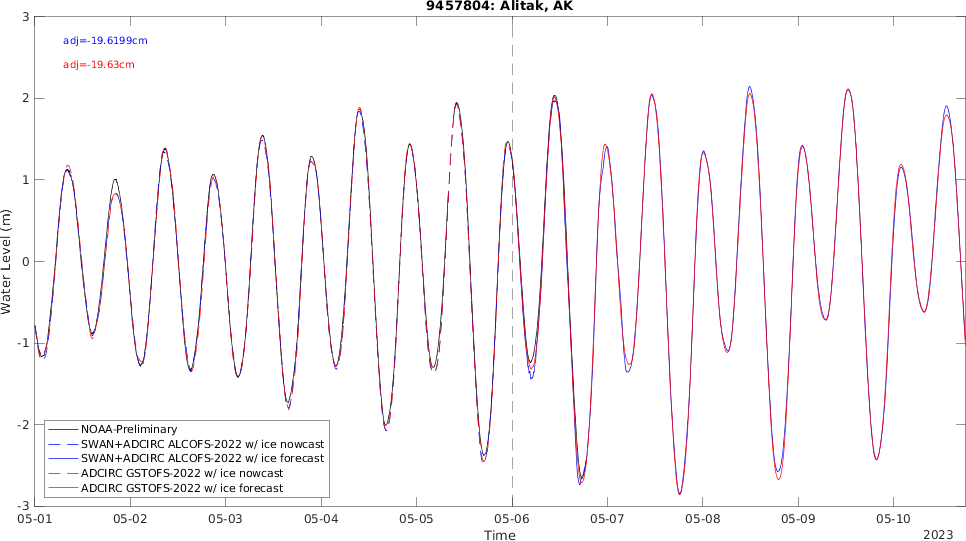 9457804: Alitak, AK
adj=-19.6199cm
adj=-19.63cm
3
2
1
0
-1
-2
-3
Water Level (m)
NOAA-Preliminary
SWAN+ADCIRC ALCOFS-2022 w/ ice nowcast
SWAN+ADCIRC ALCOFS-2022 w/ ice forecast
ADCIRC GSTOFS-2022 w/ ice nowcast
ADCIRC GSTOFS-2022 w/ ice forecast
05-01 05-02 05-03 05-04 05-05 05-06 05-07 05-08 05-09 05-10
Time
2023